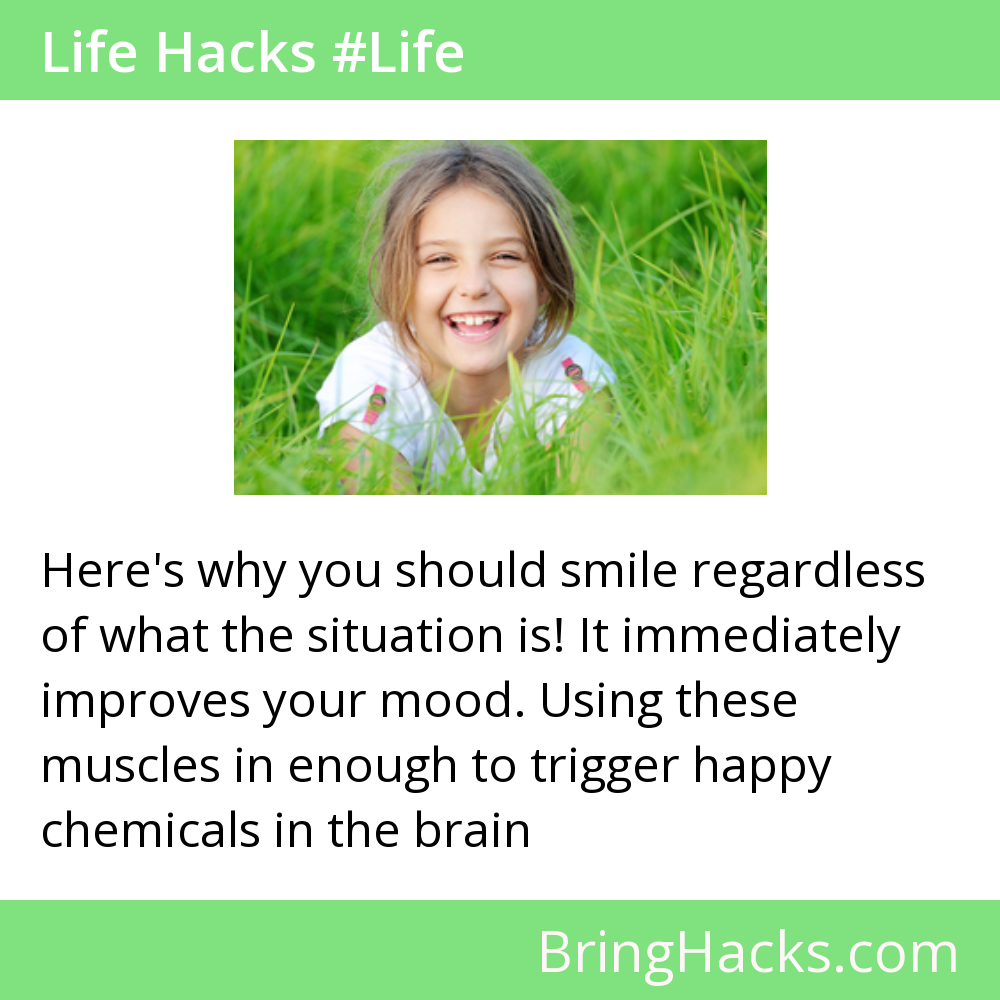 Life Hacks #Life
Here's why you should smile regardless
of what the situation is! It immediately
improves your mood. Using these
muscles in enough to trigger happy
chemicals in the brain
BringHacks.com